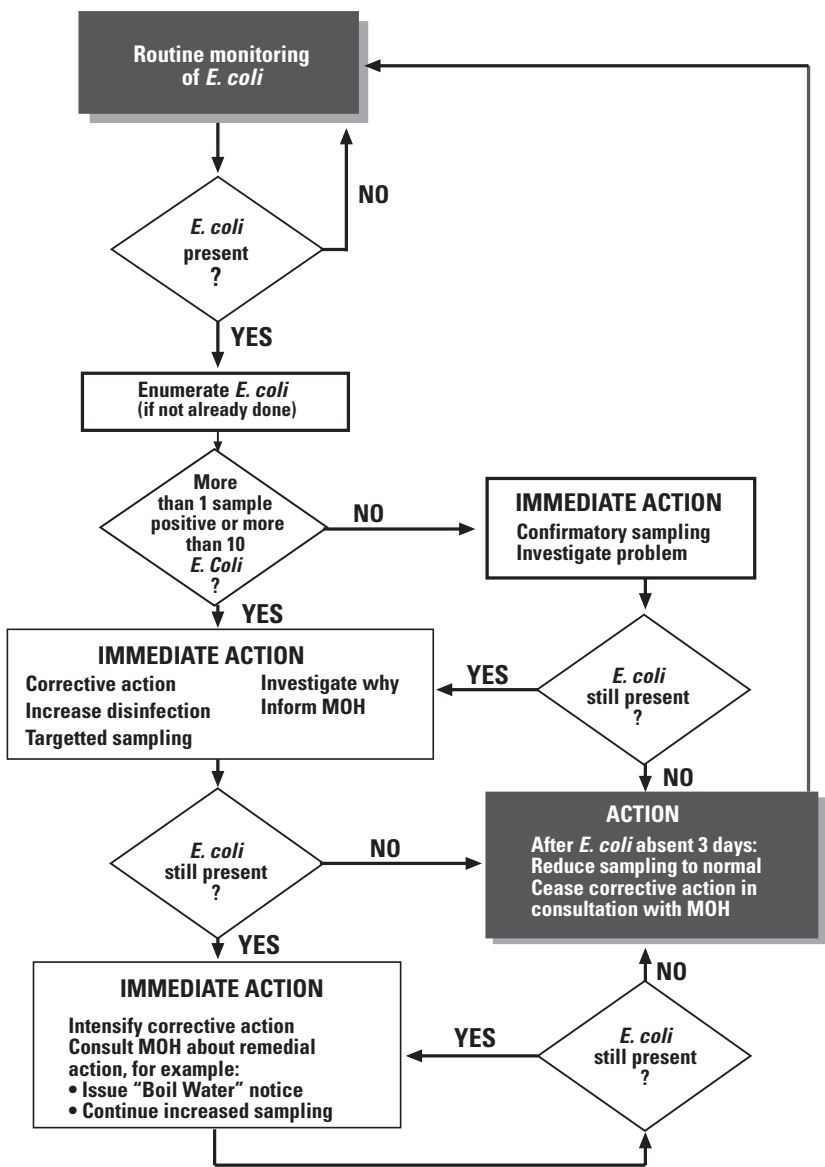 Routine monitoring
of E. coli
NO
E. coli
present
?
YES
Enumerate E. coli
(if not already done)
More
than 1 sample
positive or more
than 10
E. Coli
?
NO
IMMEDIATE ACTION
Confirmatory sampling
Investigate problem
YES
IMMEDIATE ACTION
Corrective action
Increase disinfection
Targetted sampling
Investigate why
Inform MOH
YES
E. coli
still present
?
NO
ACTION
After E. coli absent 3 days:
Reduce sampling to normal
Cease corrective action in
consultation with MOH
E. coli
still present
?
NO
YES
IMMEDIATE ACTION
Intensify corrective action
Consult MOH about remedial
action, for example:
• Issue “Boil Water” notice
• Continue increased sampling
NO
YES
E. coli
still present
?